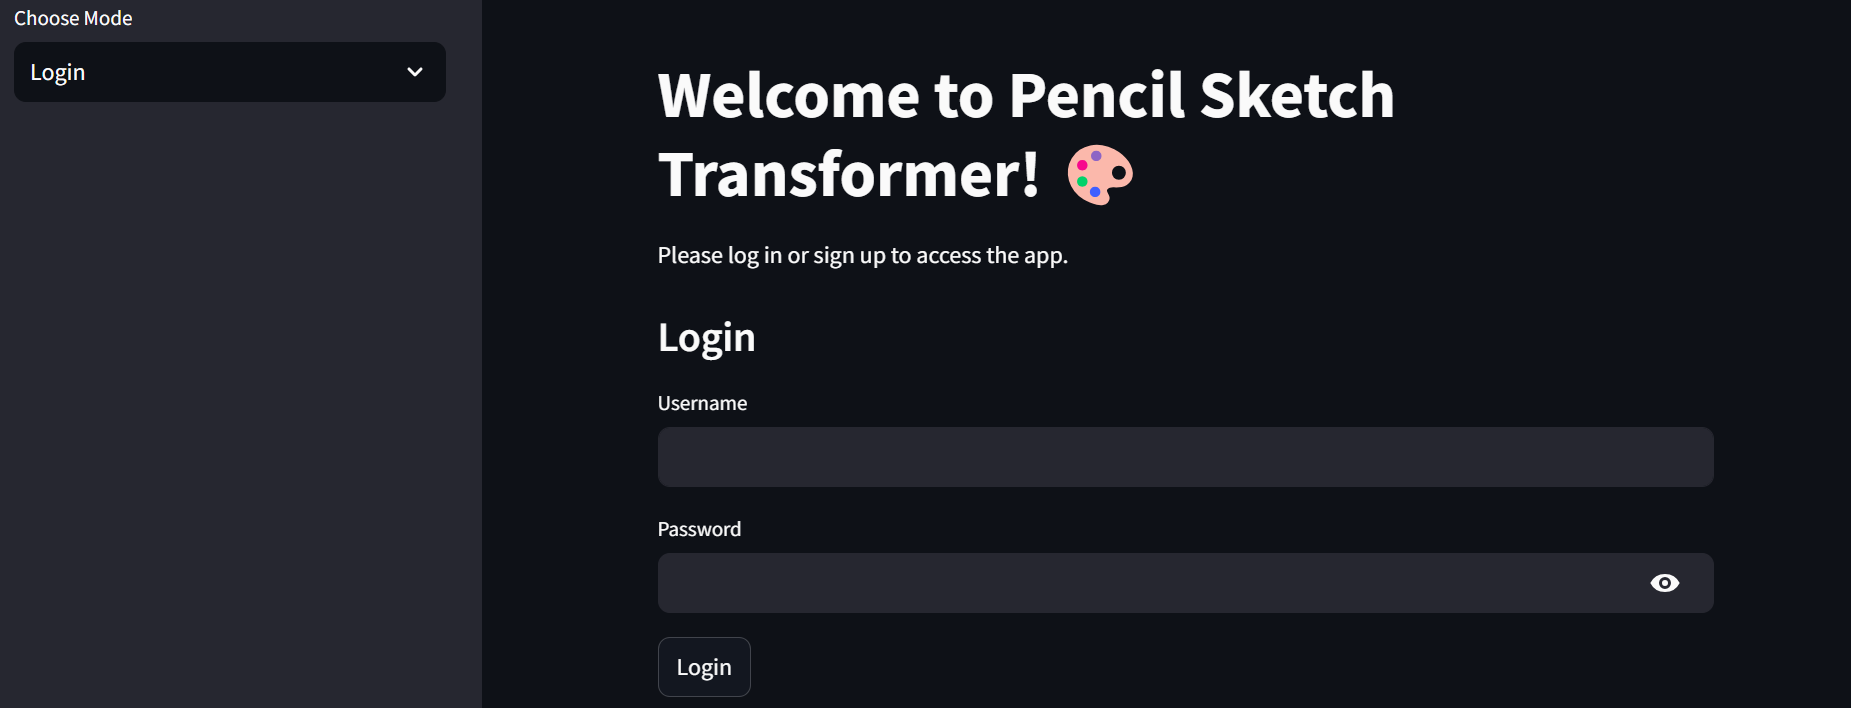 Choose Mode
Login
Welcome to Pencil Sketch
Transformer!
Please log in or sign up to access the app.
Login
Username
Password
Login